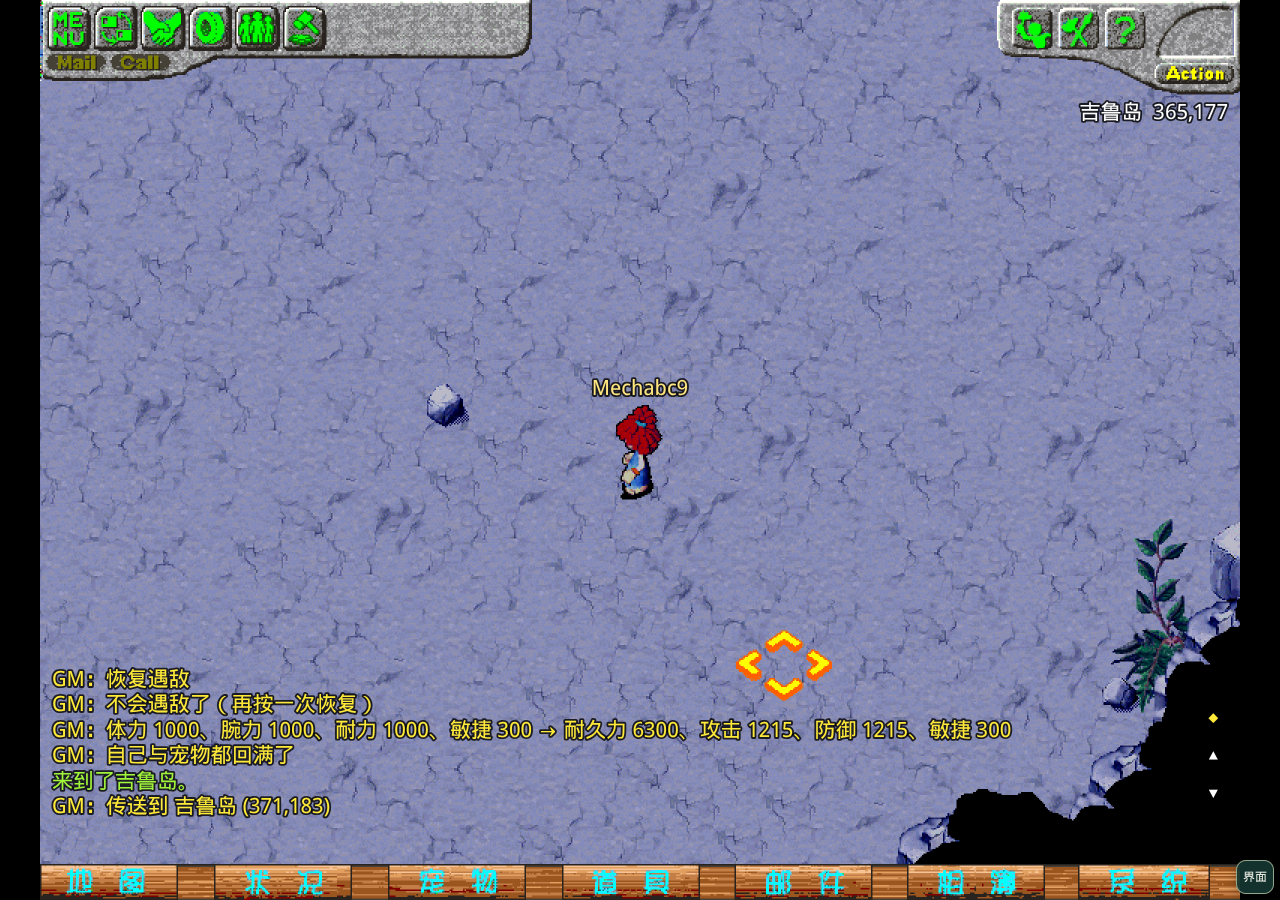 MENU
Mail Call
Action
吉鲁岛 365,177
Mechabc9
GM：恢复遇敌
GM：不会遇敌了（再按一次恢复）
GM：体力 1000、腕力 1000、耐力 1000、敏捷 300 → 耐久力 6300、攻击 1215、防御 1215、敏捷 300
GM：自己与宠物都回满了
来到了吉鲁岛。
GM：传送到 吉鲁岛 (371,183)
地图 状况 宠物 道具 邮件 相簿 系统
界面